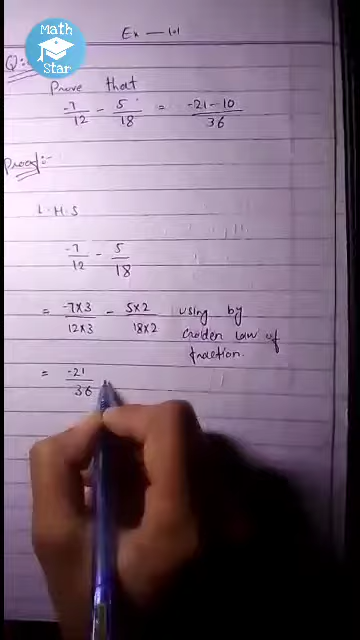 Math
Star
Ex — 1.1
Q:-
Prove that
-7/12 - 5/18 = -21-10/36
Proof:-
L.H.S
-7/12 - 5/18
= -7×3/12×3 - 5×2/18×2 using by
Golden law of
fraction.
= -21/36